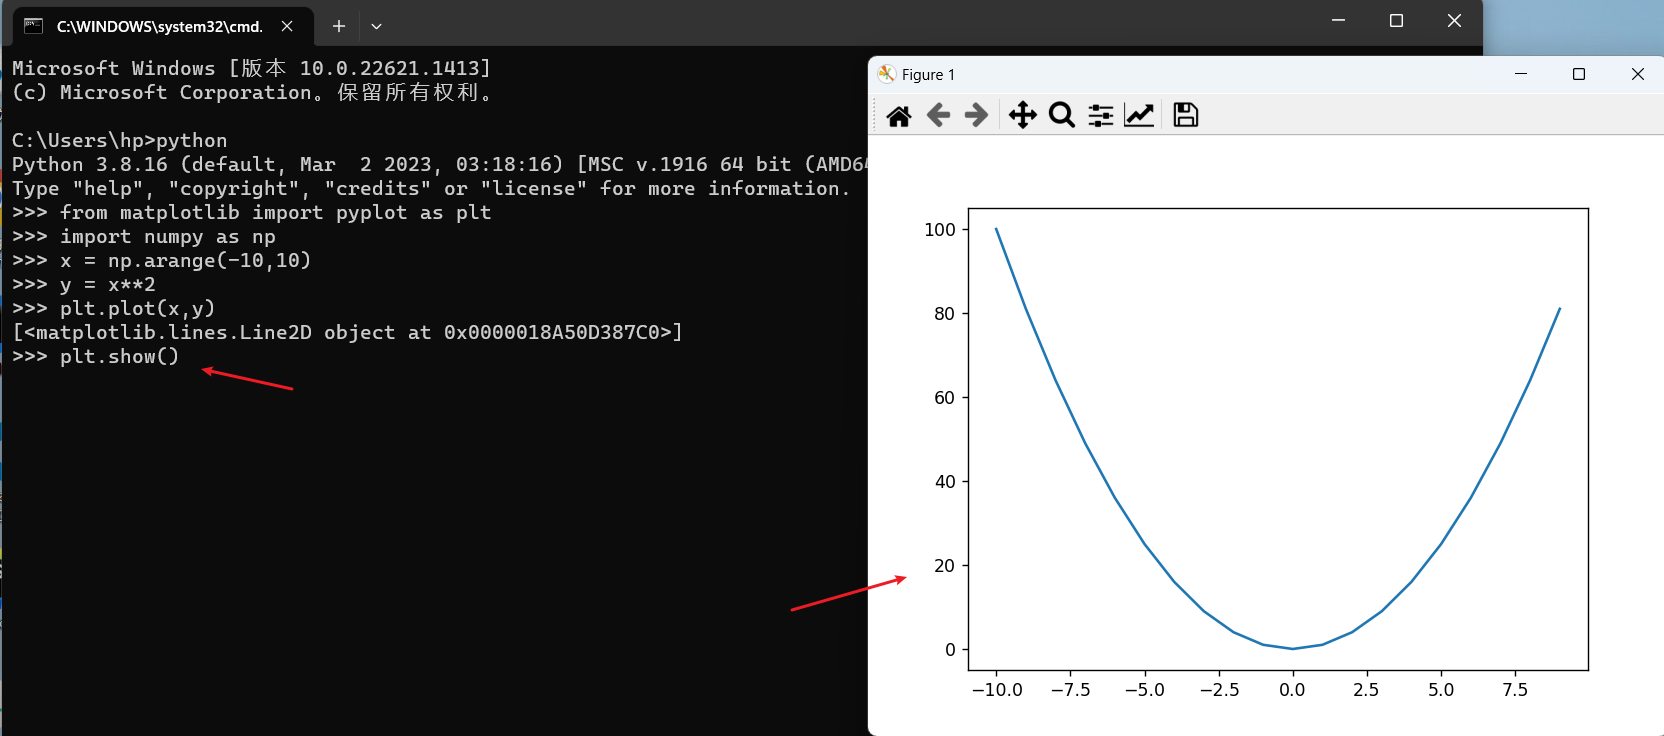 C:\WINDOWS\system32\cmd.
Microsoft Windows [版本 10.0.22621.1413]
(c) Microsoft Corporation。保留所有权利。
C:\Users\hp>python
Python 3.8.16 (default, Mar  2 2023, 03:18:16) [MSC v.1916 64 bit (AMD64
Type "help", "copyright", "credits" or "license" for more information.
>>> from matplotlib import pyplot as plt
>>> import numpy as np
>>> x = np.arange(-10,10)
>>> y = x**2
>>> plt.plot(x,y)
[<matplotlib.lines.Line2D object at 0x0000018A50D387C0>]
>>> plt.show()
Figure 1
100
80
60
40
20
0
−10.0 −7.5 −5.0 −2.5 0.0 2.5 5.0 7.5